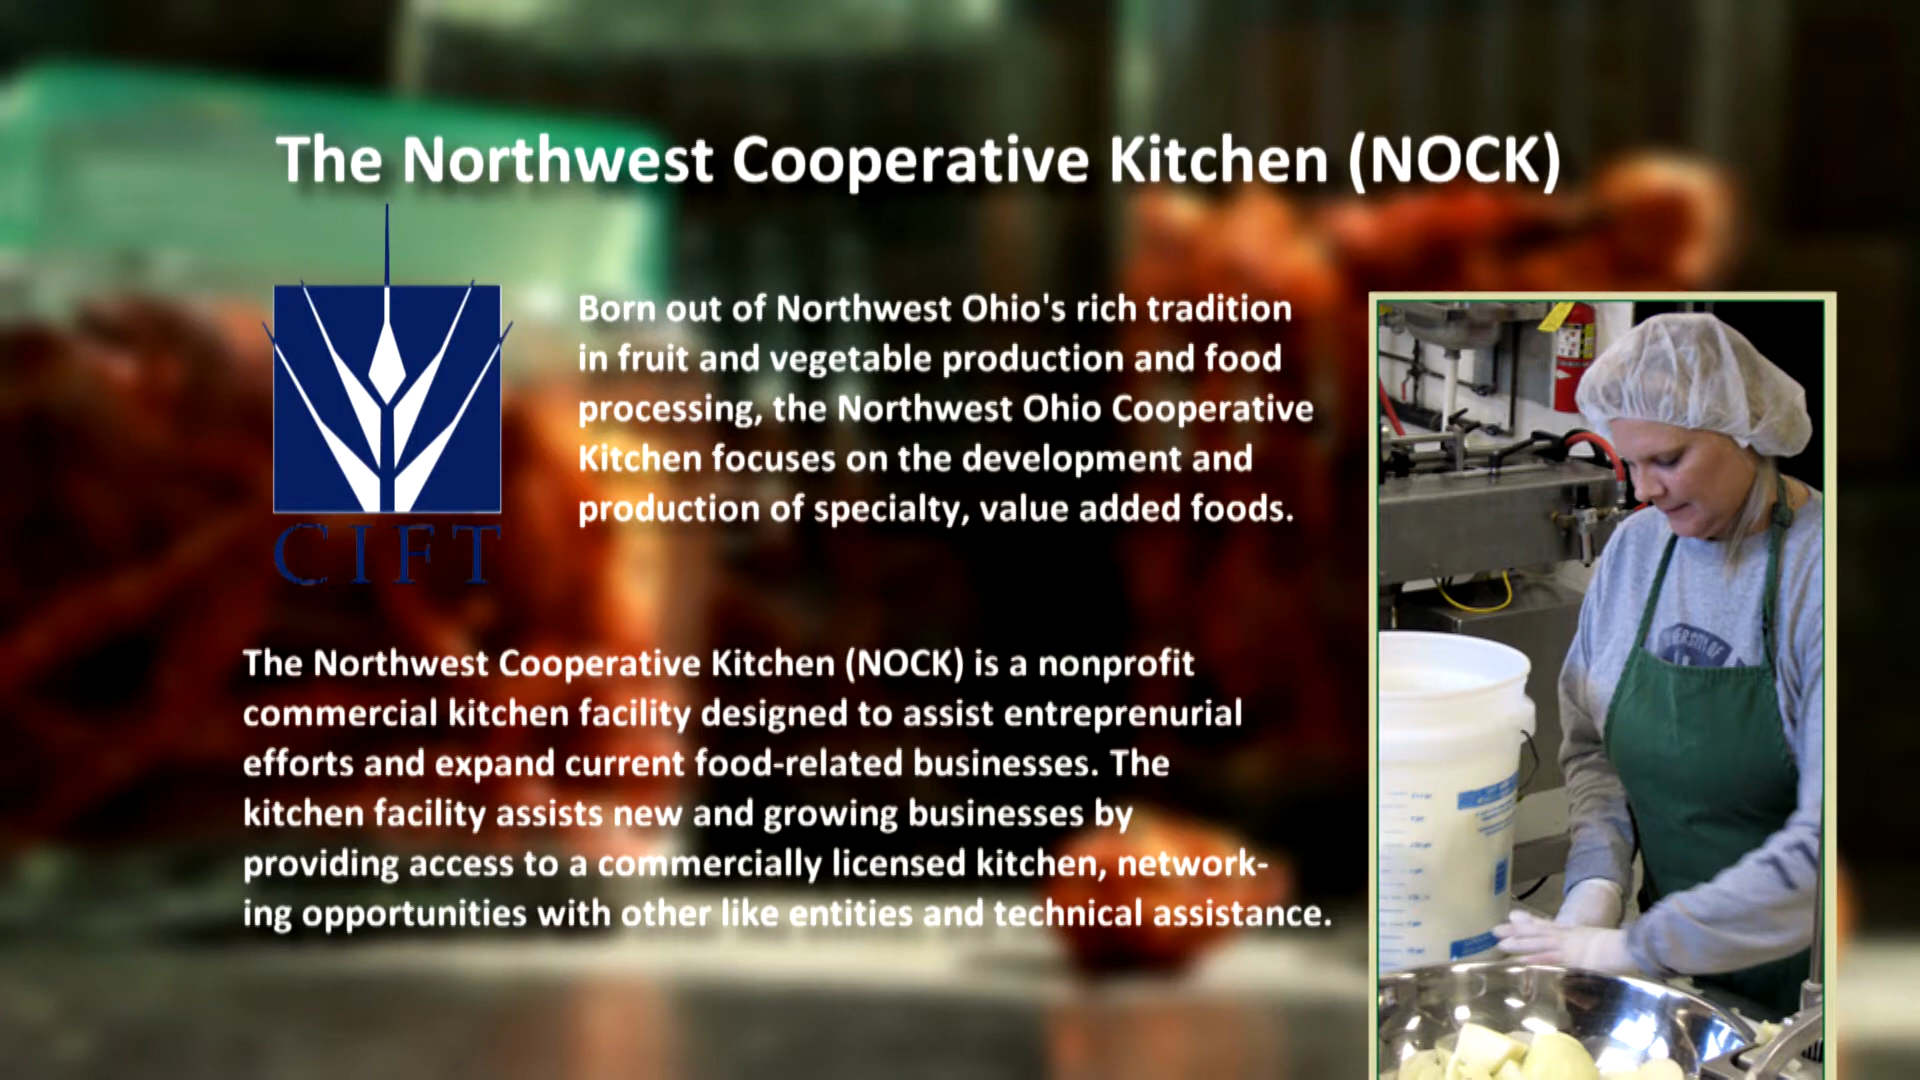 The Northwest Cooperative Kitchen (NOCK)
CIFT
Born out of Northwest Ohio's rich tradition
in fruit and vegetable production and food
processing, the Northwest Ohio Cooperative
Kitchen focuses on the development and
production of specialty, value added foods.
The Northwest Cooperative Kitchen (NOCK) is a nonprofit
commercial kitchen facility designed to assist entreprenurial
efforts and expand current food-related businesses. The
kitchen facility assists new and growing businesses by
providing access to a commercially licensed kitchen, network-
ing opportunities with other like entities and technical assistance.